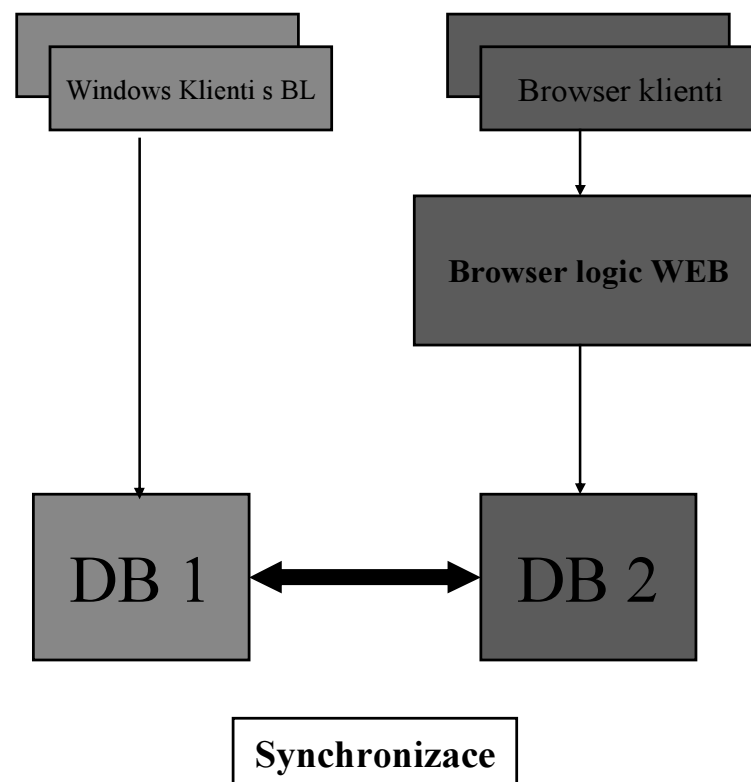 Windows Klienti s BL
Browser klienti
Browser logic WEB
DB 1
DB 2
Synchronizace